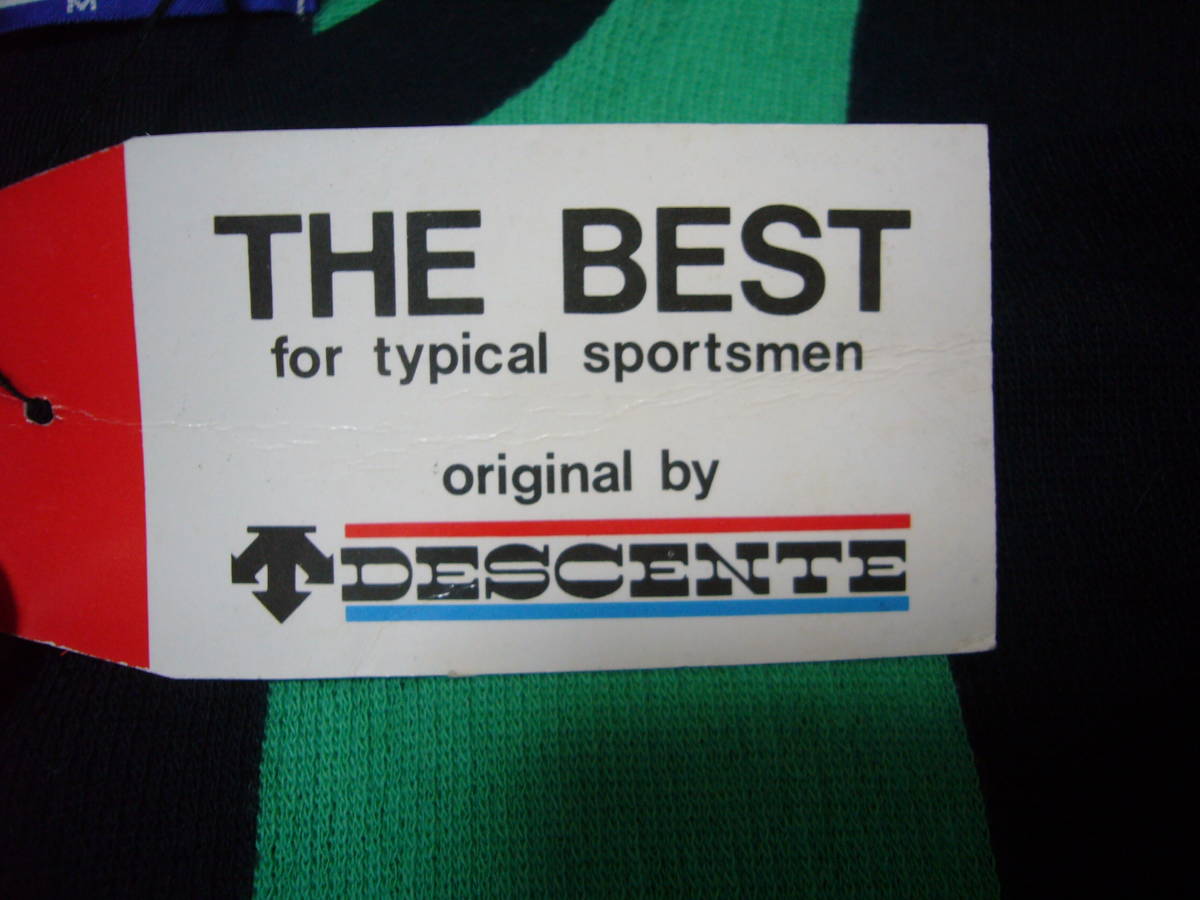 M
THE BEST
for typical sportsmen
original by
DESCENTE